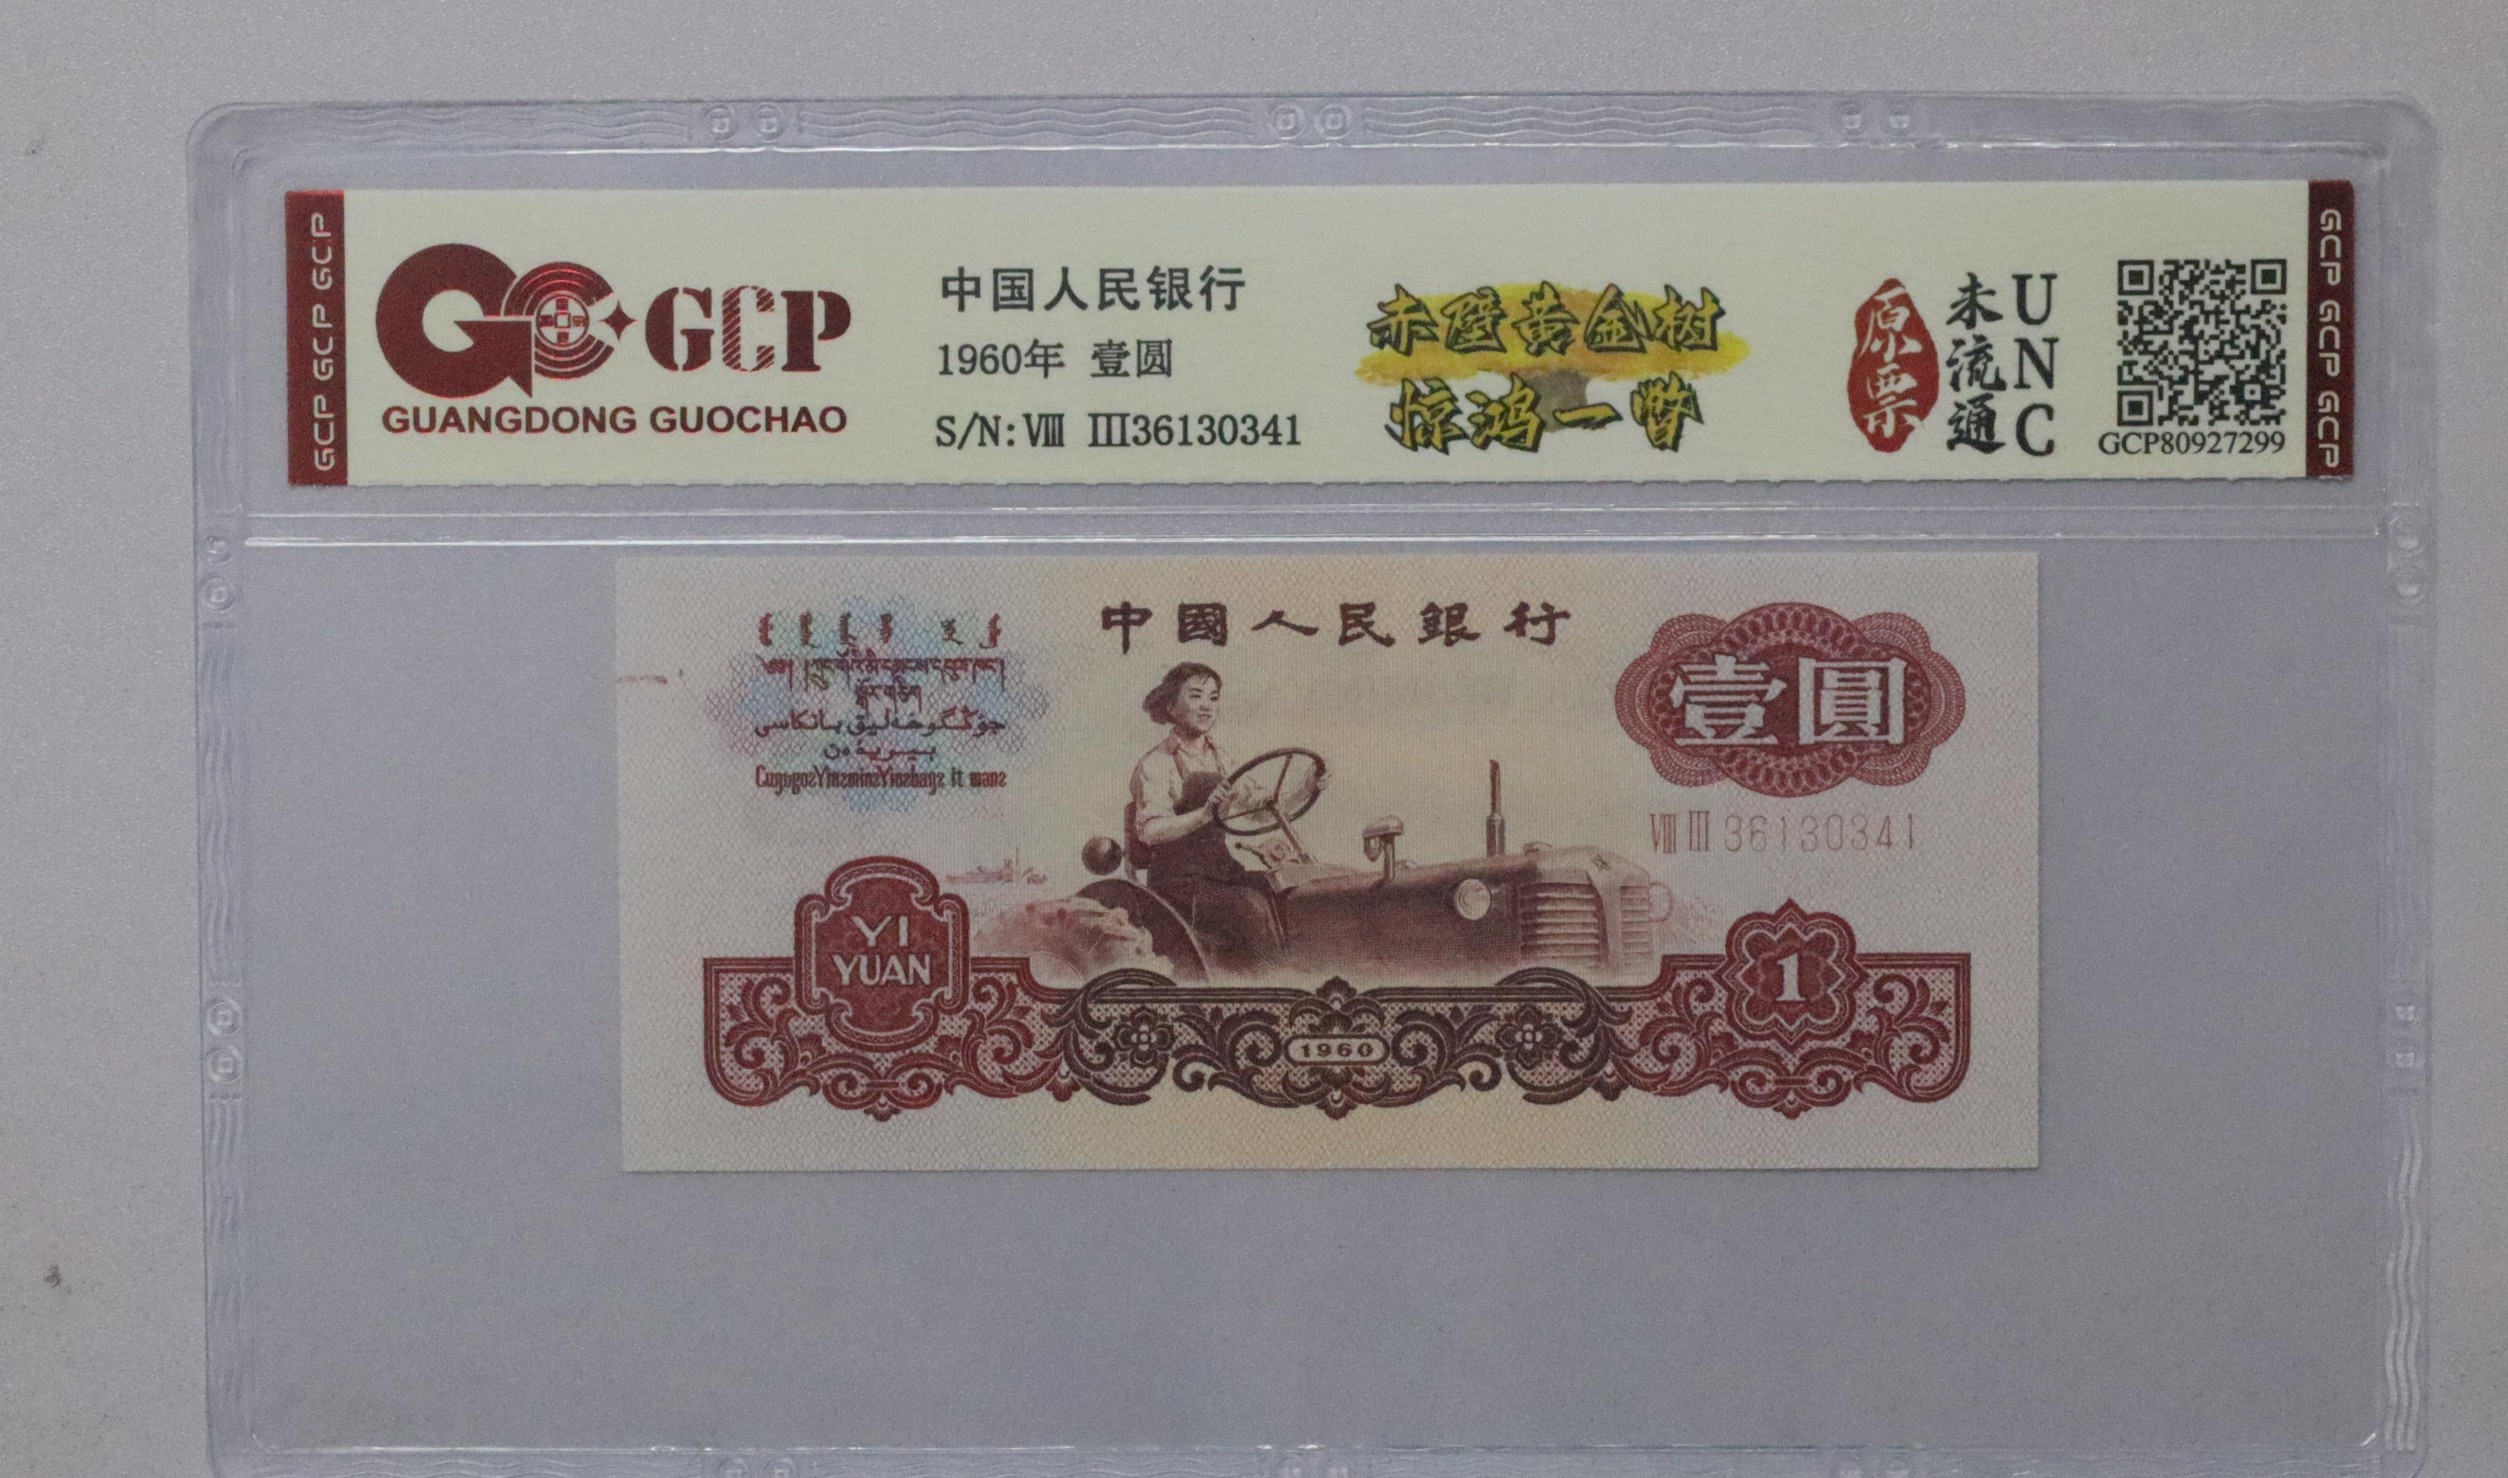 GCP GCP GCP
GCP
GUANGDONG GUOCHAO
中国人民银行
1960年 壹圆
S/N: Ⅷ Ⅲ36130341
赤壁黄金树
惊鸿一瞥
原票
未流通
UNC
GCP80927299
GCP GCP GCP
中國人民銀行
壹圓
Ⅷ Ⅲ 36130341
YI
YUAN
1960
1